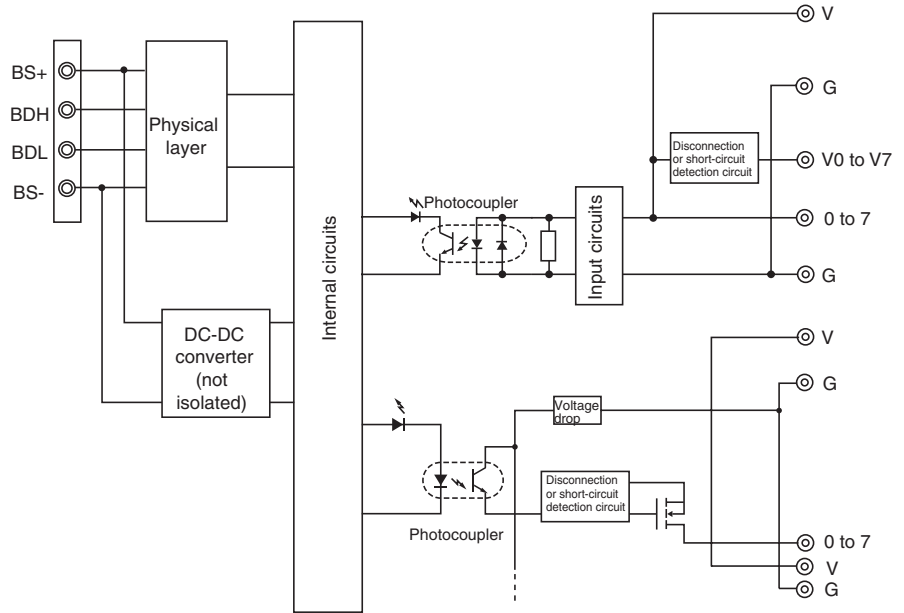 BS+
BDH
BDL
BS-
Physical
layer
DC-DC
converter
(not
isolated)
Internal circuits
Photocoupler
Input circuits
V
G
Disconnection
or short-circuit
detection circuit
V0 to V7
0 to 7
G
V
G
Voltage
drop
Disconnection
or short-circuit
detection circuit
Photocoupler
0 to 7
V
G